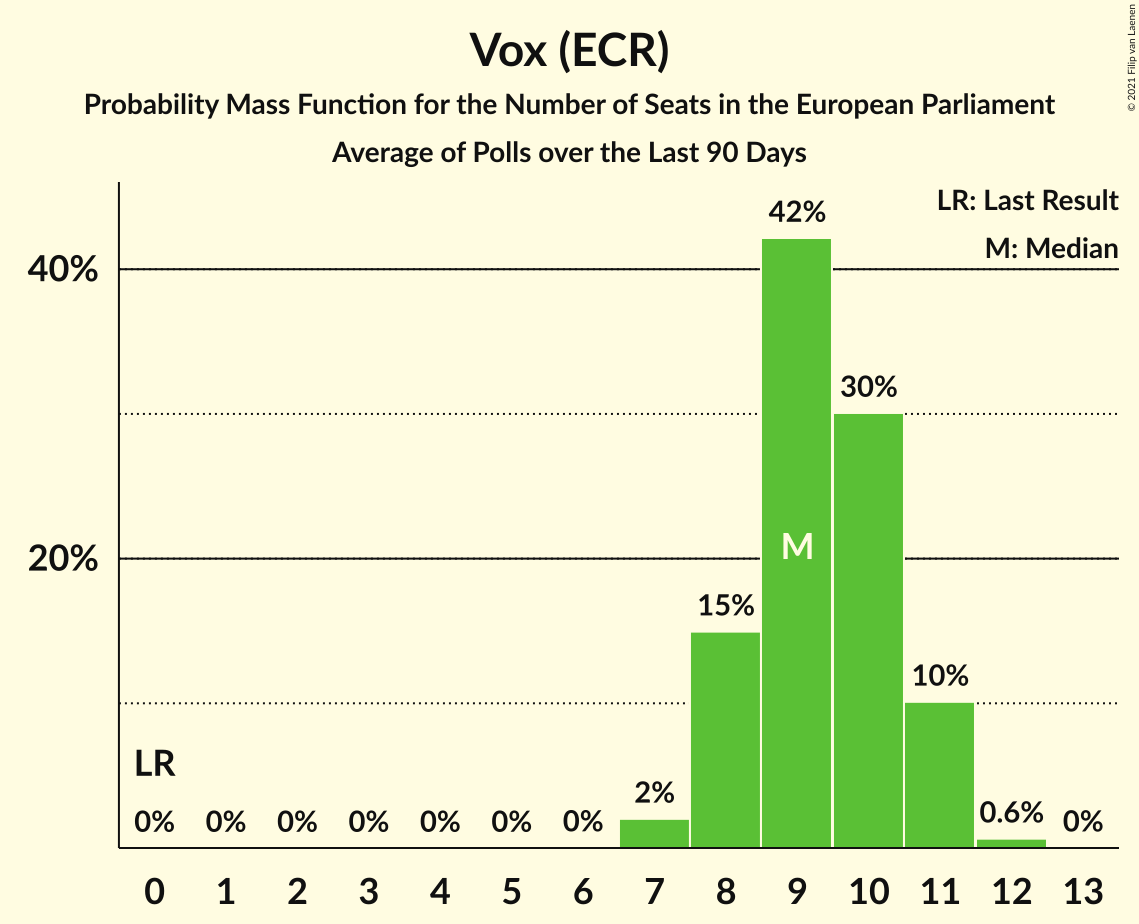 Vox (ECR)
Probability Mass Function for the Number of Seats in the European Parliament
Average of Polls over the Last 90 Days
© 2021 Filip van Laenen
LR: Last Result
M: Median
42%
40%
30%
M
20%
15%
10%
LR
2%
0.6%
0% 0% 0% 0% 0% 0% 0% 0%
0 1 2 3 4 5 6 7 8 9 10 11 12 13